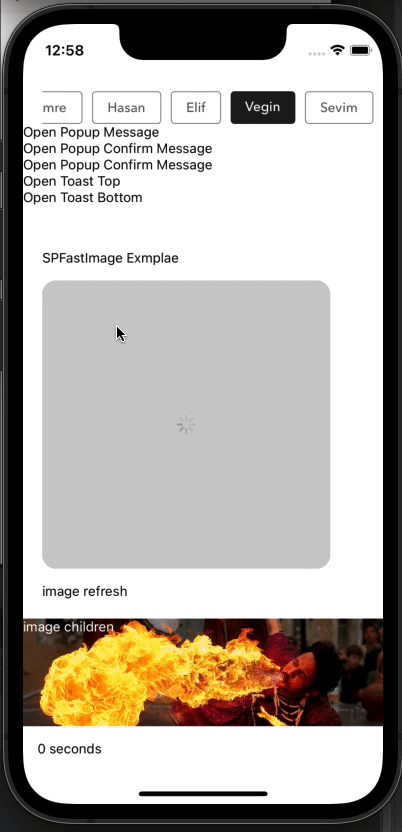 12:58
mre Hasan Elif Vegin Sevim
Open Popup Message
Open Popup Confirm Message
Open Popup Confirm Message
Open Toast Top
Open Toast Bottom
SPFastImage Exmplae
image refresh
image children
0 seconds